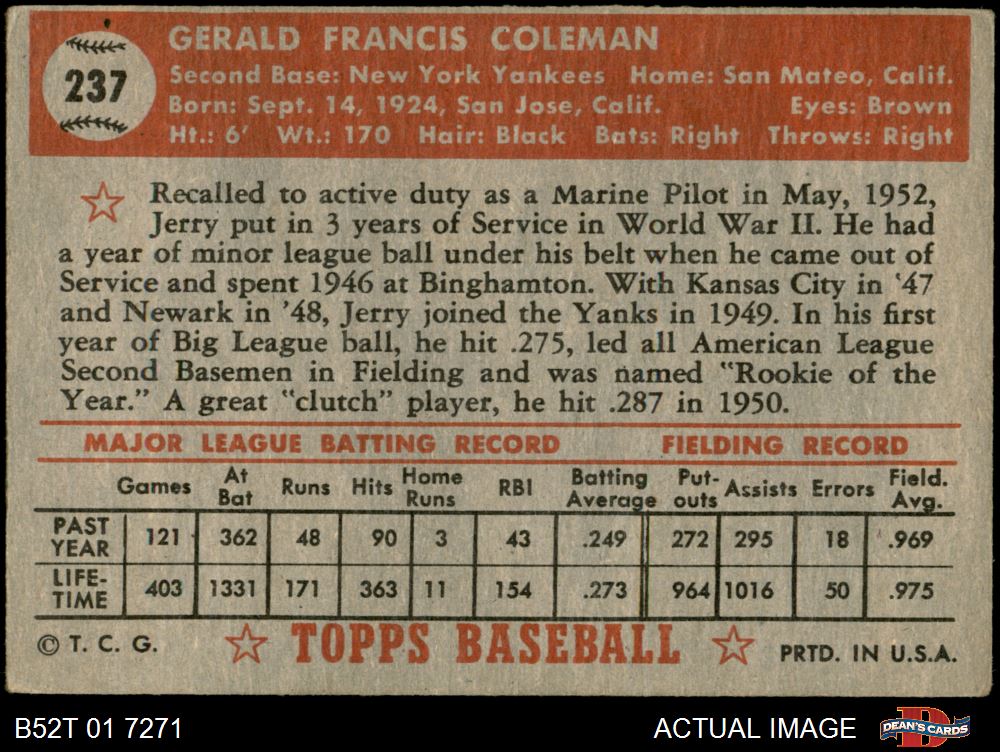 237
GERALD FRANCIS COLEMAN
Second Base: New York Yankees Home: San Mateo, Calif.
Born: Sept. 14, 1924, San Jose, Calif. Eyes: Brown
Ht.: 6' Wt.: 170 Hair: Black Bats: Right Throws: Right
Recalled to active duty as a Marine Pilot in May, 1952,
Jerry put in 3 years of Service in World War II. He had
a year of minor league ball under his belt when he came out of
Service and spent 1946 at Binghamton. With Kansas City in '47
and Newark in '48, Jerry joined the Yanks in 1949. In his first
year of Big League ball, he hit .275, led all American League
Second Basemen in Fielding and was named "Rookie of the
Year." A great "clutch" player, he hit .287 in 1950.
MAJOR LEAGUE BATTING RECORD FIELDING RECORD
Games At Bat Runs Hits Home Runs RBI Batting Average Put-outs Assists Errors Field. Avg.
PAST YEAR 121 362 48 90 3 43 .249 272 295 18 .969
LIFE-TIME 403 1331 171 363 11 154 .273 964 1016 50 .975
© T. C. G. TOPPS BASEBALL PRTD. IN U.S.A.
B52T 01 7271 ACTUAL IMAGE DEAN'S CARDS